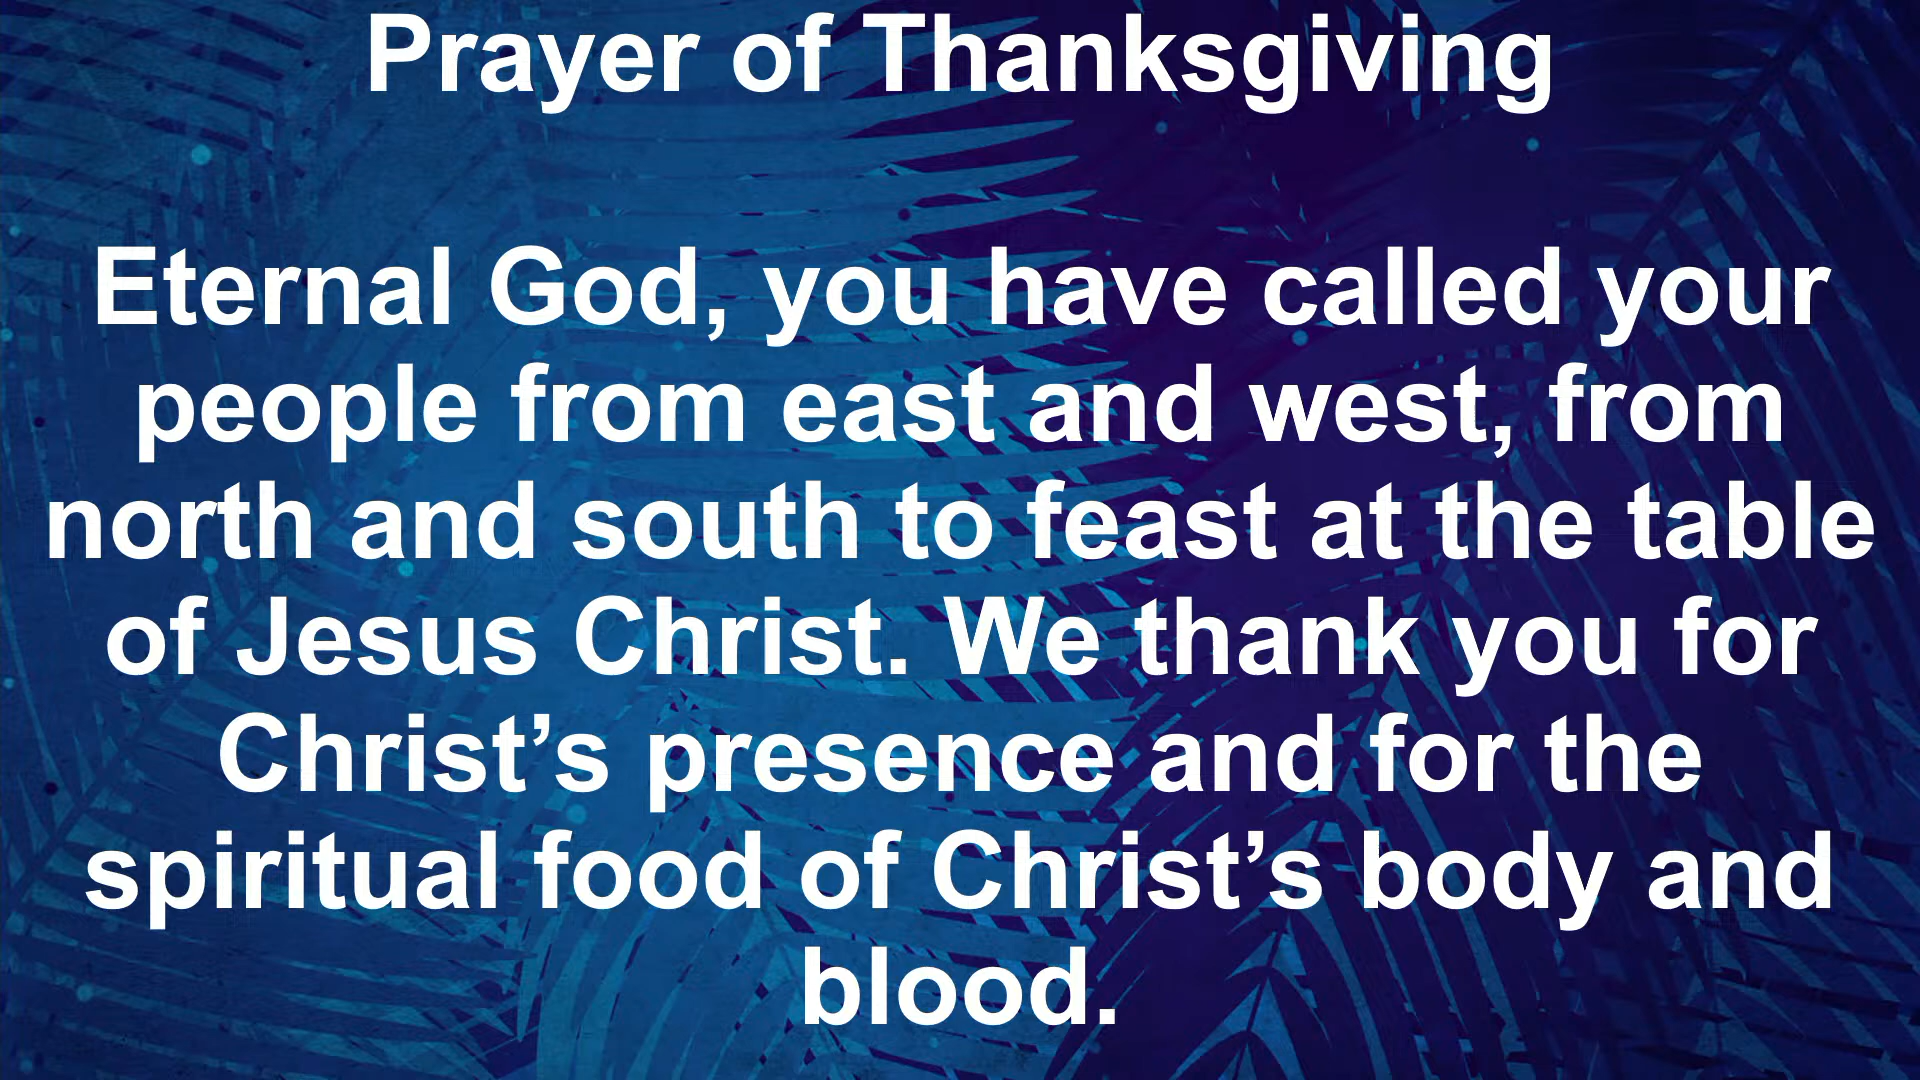 Prayer of Thanksgiving
Eternal God, you have called your
people from east and west, from
north and south to feast at the table
of Jesus Christ. We thank you for
Christ’s presence and for the
spiritual food of Christ’s body and
blood.